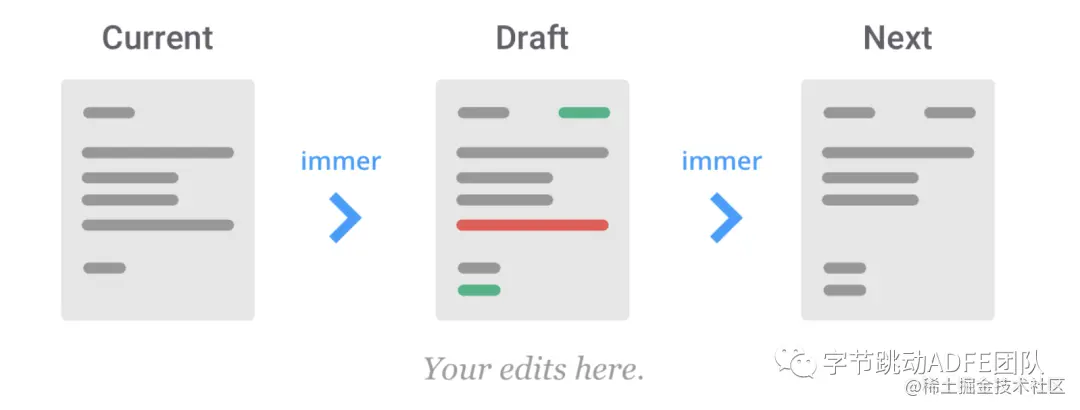 Current
Draft
Next
immer
immer
Your edits here.
字节跳动ADFE团队
@稀土掘金技术社区